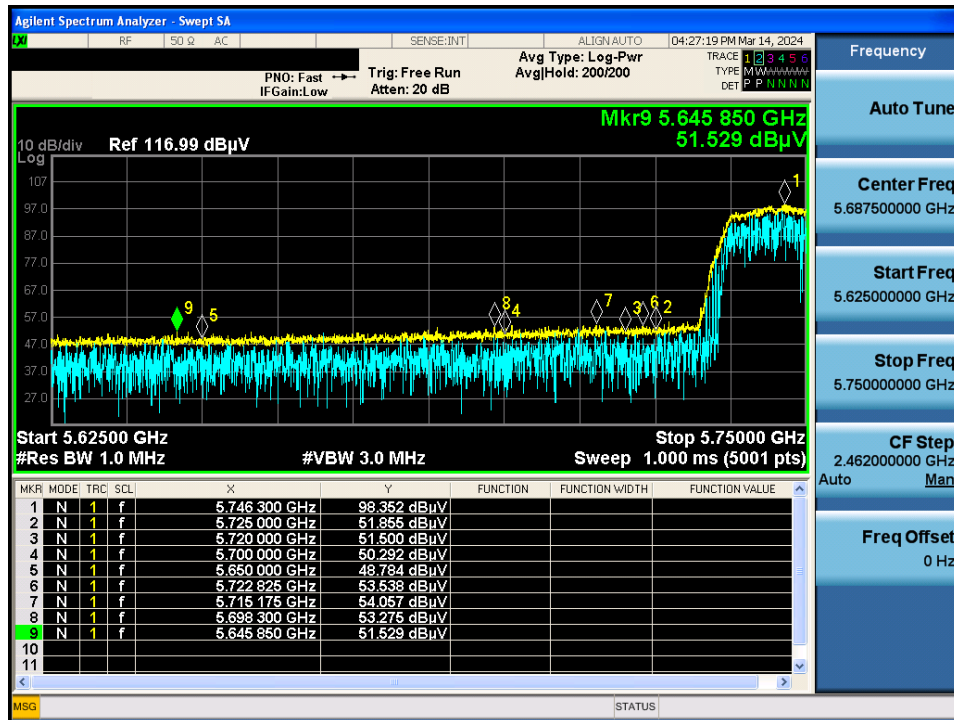 Agilent Spectrum Analyzer - Swept SA
LXI RF 50 Ω AC SENSE:INT ALIGN AUTO 04:27:19 PM Mar 14, 2024
PNO: Fast Trig: Free Run Avg Type: Log-Pwr TRACE 1 2 3 4 5 6
IFGain:Low Atten: 20 dB Avg|Hold: 200/200 TYPE M W W W W W
DET P P N N N N
Mkr9 5.645 850 GHz
51.529 dBµV
10 dB/div Ref 116.99 dBµV
Log
107
97.0
87.0
77.0
67.0
57.0
47.0
37.0
27.0
1
9 5 8 4 7 3 6 2
Start 5.62500 GHz Stop 5.75000 GHz
#Res BW 1.0 MHz #VBW 3.0 MHz Sweep 1.000 ms (5001 pts)
MKR MODE TRC SCL X Y FUNCTION FUNCTION WIDTH FUNCTION VALUE
1 N 1 f 5.746 300 GHz 98.352 dBµV
2 N 1 f 5.725 000 GHz 51.855 dBµV
3 N 1 f 5.720 000 GHz 51.500 dBµV
4 N 1 f 5.700 000 GHz 50.292 dBµV
5 N 1 f 5.650 000 GHz 48.784 dBµV
6 N 1 f 5.722 825 GHz 53.538 dBµV
7 N 1 f 5.715 175 GHz 54.057 dBµV
8 N 1 f 5.698 300 GHz 53.275 dBµV
9 N 1 f 5.645 850 GHz 51.529 dBµV
10
11
MSG STATUS
Frequency
Auto Tune
Center Freq
5.687500000 GHz
Start Freq
5.625000000 GHz
Stop Freq
5.750000000 GHz
CF Step
2.462000000 GHz
Auto Man
Freq Offset
0 Hz